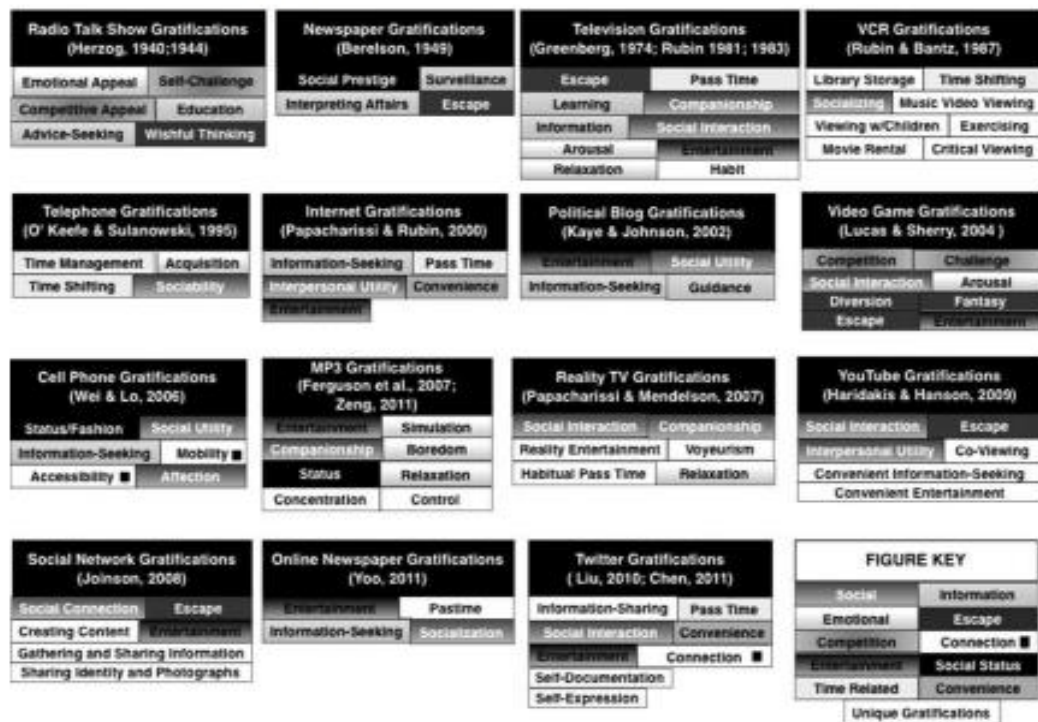 Radio Talk Show Gratifications
(Herzog, 1940;1944)
Emotional Appeal Self-Challenge
Competitive Appeal Education
Advice-Seeking Wishful Thinking
Newspaper Gratifications
(Berelson, 1949)
Social Prestige Surveillance
Interpreting Affairs Escape
Television Gratifications
(Greenberg, 1974; Rubin 1981; 1983)
Escape Pass Time
Learning Companionship
Information Social Interaction
Arousal Entertainment
Relaxation Habit
VCR Gratifications
(Rubin & Bantz, 1987)
Library Storage Time Shifting
Socializing Music Video Viewing
Viewing w/Children Exercising
Movie Rental Critical Viewing
Telephone Gratifications
(O' Keefe & Sulanowski, 1995)
Time Management Acquisition
Time Shifting Sociability
Internet Gratifications
(Papacharissi & Rubin, 2000)
Information-Seeking Pass Time
Interpersonal Utility Convenience
Entertainment
Political Blog Gratifications
(Kaye & Johnson, 2002)
Entertainment Social Utility
Information-Seeking Guidance
Video Game Gratifications
(Lucas & Sherry, 2004 )
Competition Challenge
Social Interaction Arousal
Diversion Fantasy
Escape Entertainment
Cell Phone Gratifications
(Wei & Lo, 2006)
Status/Fashion Social Utility
Information-Seeking Mobility
Accessibility Affection
MP3 Gratifications
(Ferguson et al., 2007;
Zeng, 2011)
Entertainment Simulation
Companionship Boredom
Status Relaxation
Concentration Control
Reality TV Gratifications
(Papacharissi & Mendelson, 2007)
Social Interaction Companionship
Reality Entertainment Voyeurism
Habitual Pass Time Relaxation
YouTube Gratifications
(Haridakis & Hanson, 2009)
Social Interaction Escape
Interpersonal Utility Co-Viewing
Convenient Information-Seeking
Convenient Entertainment
Social Network Gratifications
(Joinson, 2008)
Social Connection Escape
Creating Content Entertainment
Gathering and Sharing Information
Sharing Identity and Photographs
Online Newspaper Gratifications
(Yoo, 2011)
Entertainment Pastime
Information-Seeking Socialization
Twitter Gratifications
( Liu, 2010; Chen, 2011)
Information-Sharing Pass Time
Social Interaction Convenience
Entertainment Connection
Self-Documentation
Self-Expression
FIGURE KEY
Social Information
Emotional Escape
Competition Connection
Entertainment Social Status
Time Related Convenience
Unique Gratifications